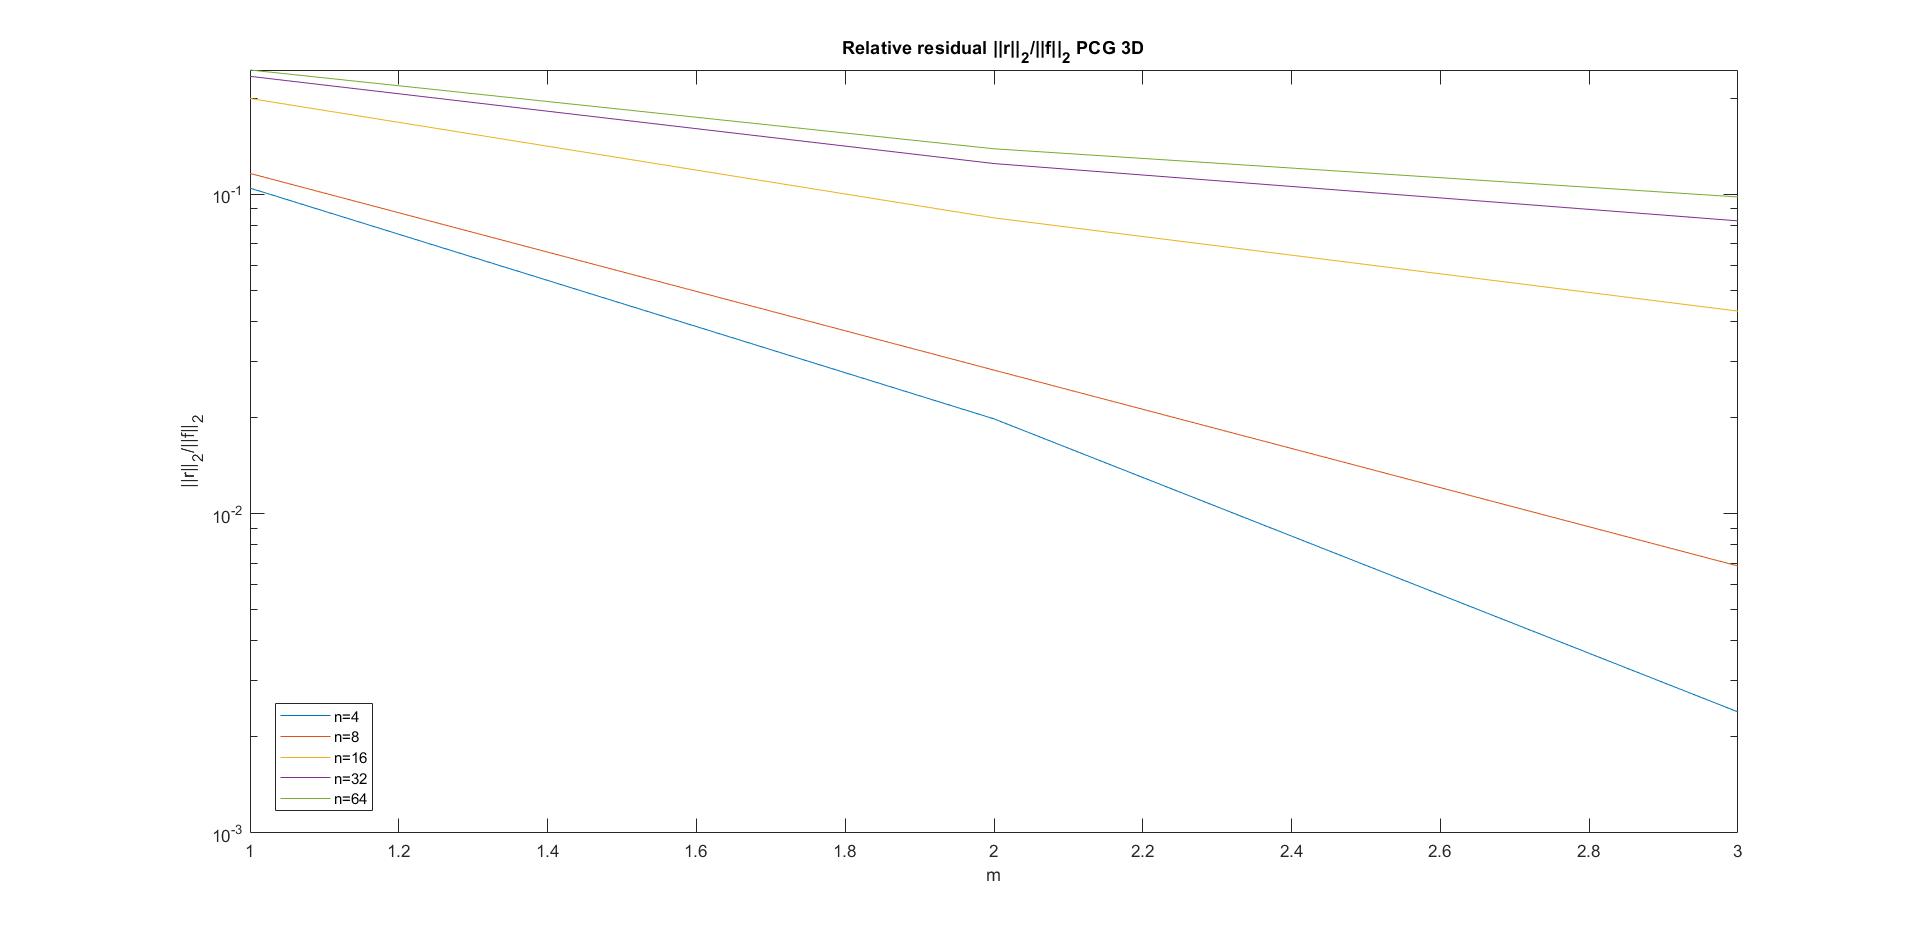 Relative residual ||r||₂/||f||₂ PCG 3D
||r||₂/||f||₂
10⁻¹
10⁻²
10⁻³
n=4
n=8
n=16
n=32
n=64
1 1.2 1.4 1.6 1.8 2 2.2 2.4 2.6 2.8 3
m